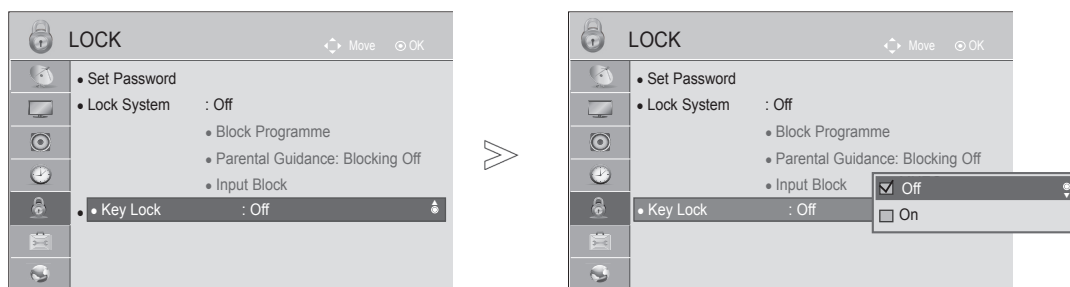 LOCK
Move OK
• Set Password
• Lock System : Off
• Block Programme
• Parental Guidance: Blocking Off
• Input Block
• • Key Lock : Off
LOCK
Move OK
• Set Password
• Lock System : Off
• Block Programme
• Parental Guidance: Blocking Off
• Input Block
• Key Lock : Off
Off
On